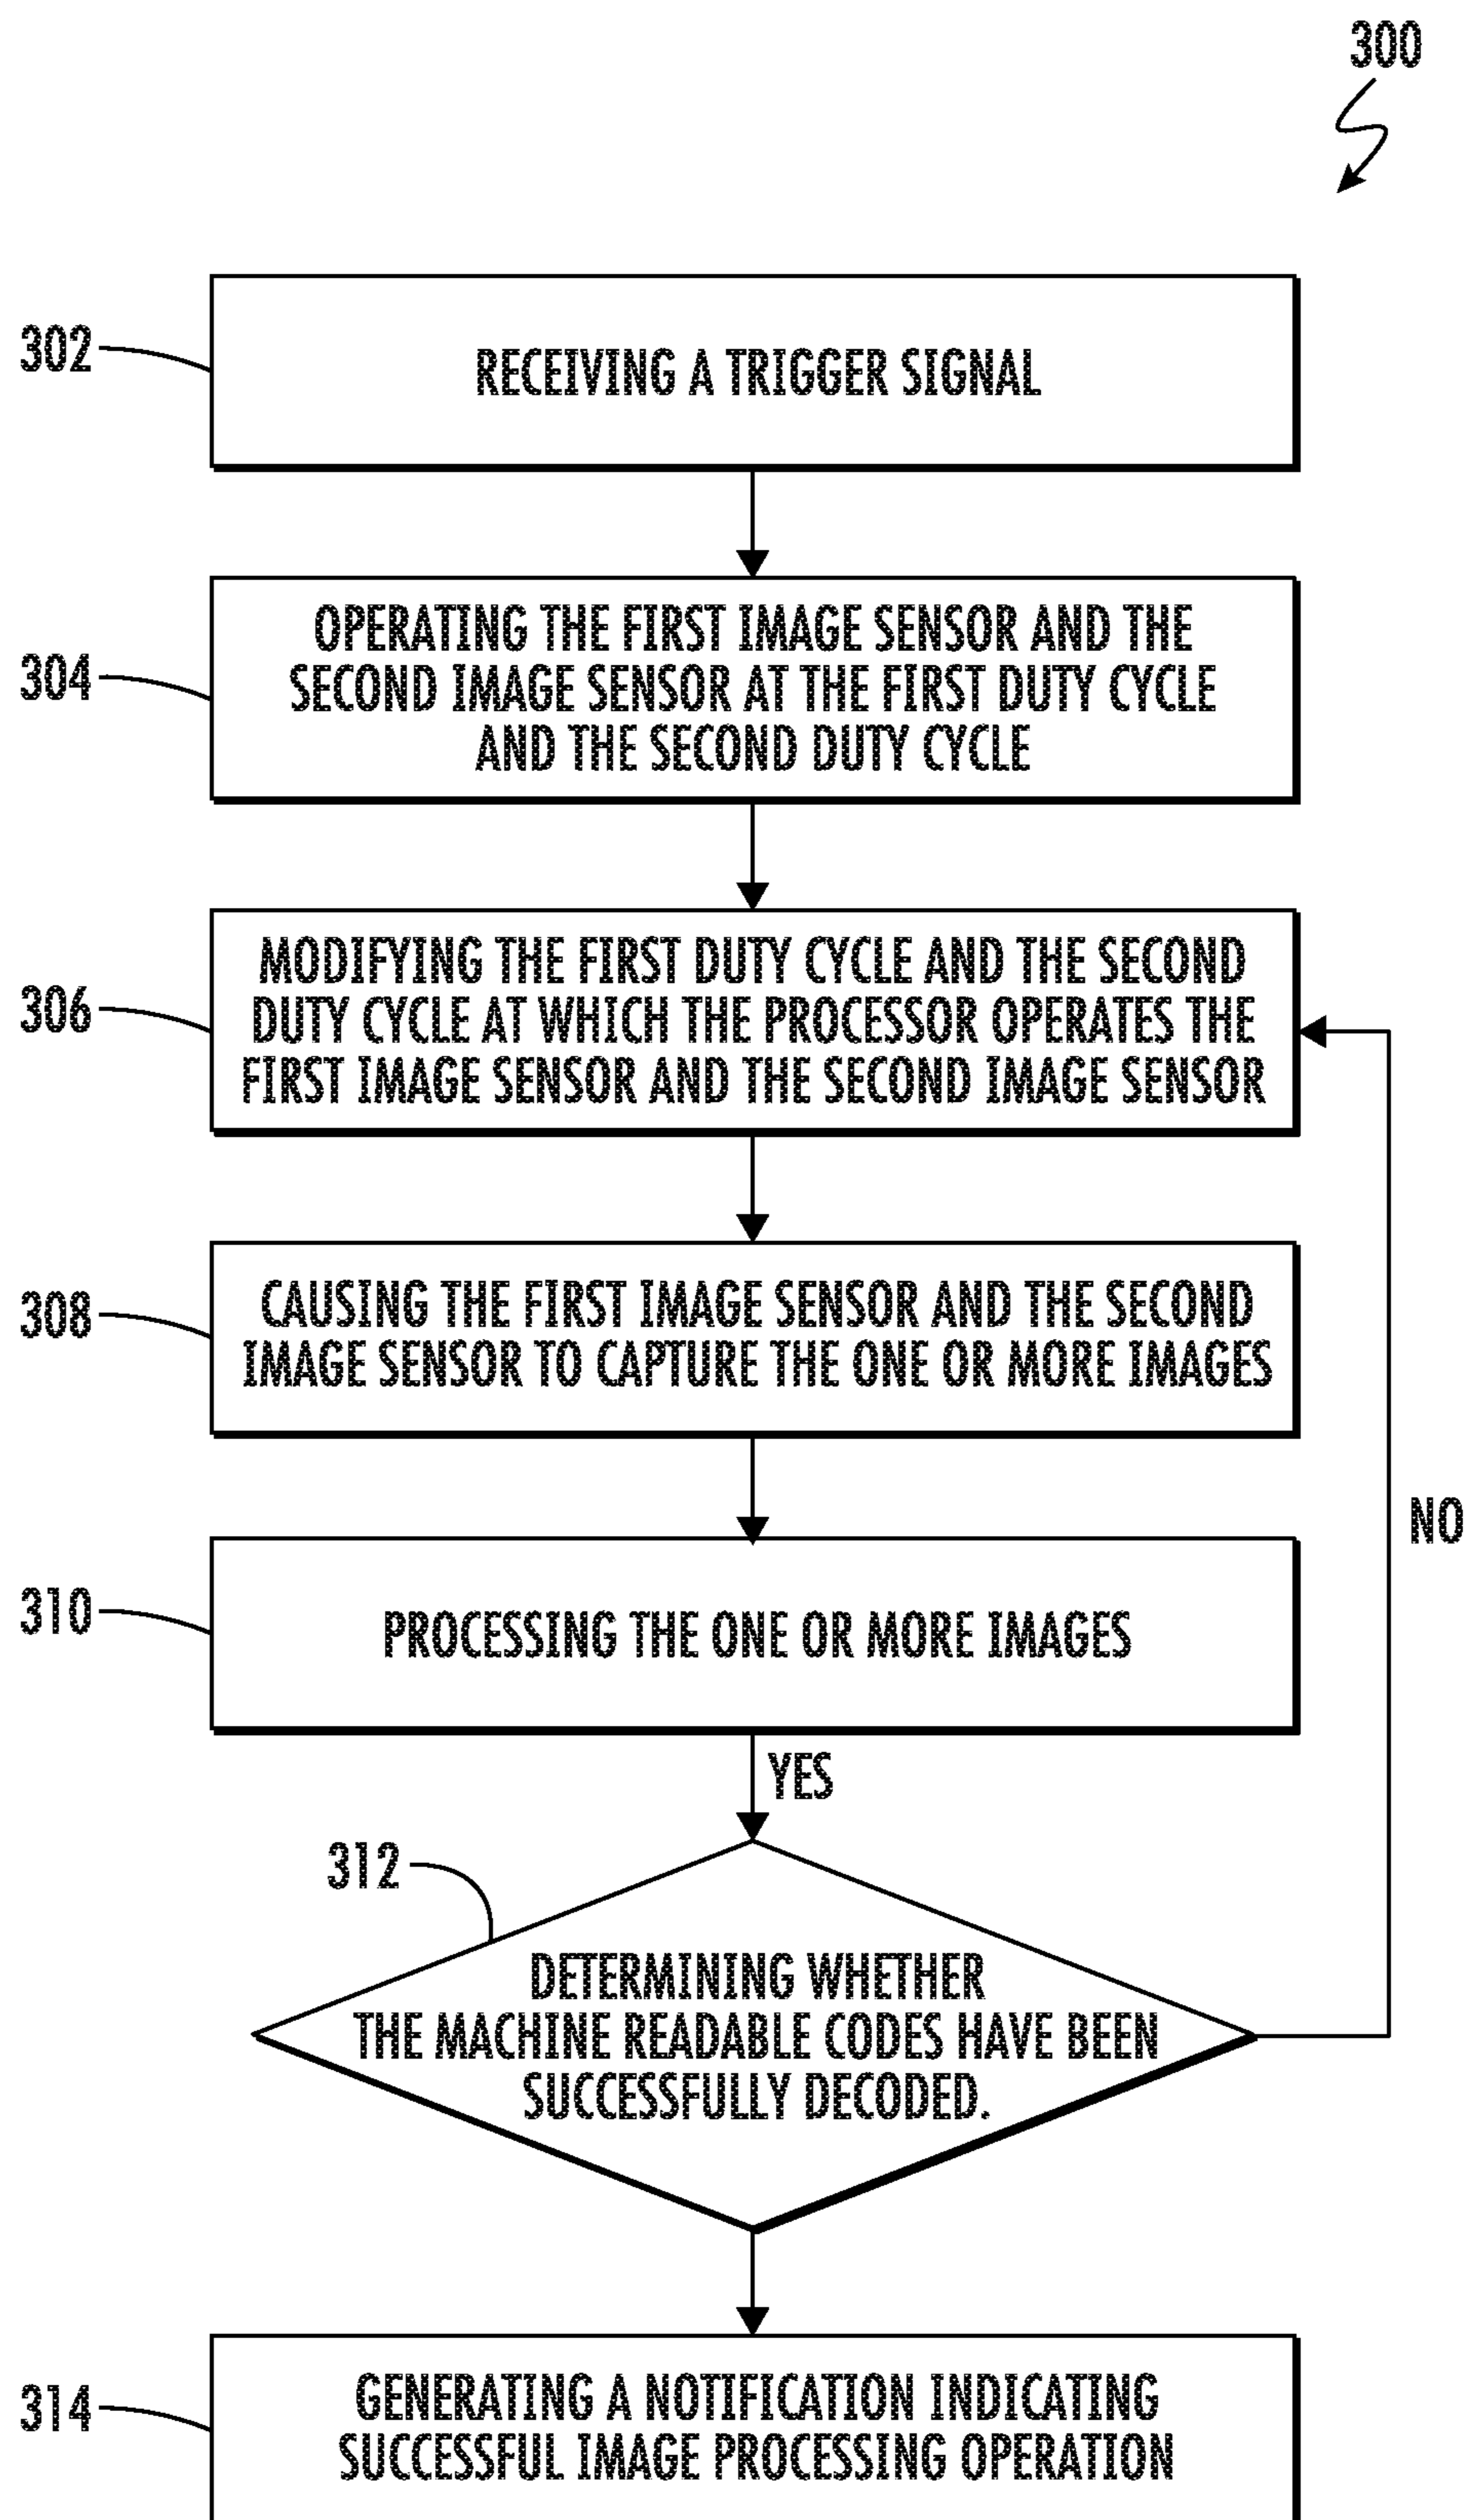 300
302
RECEIVING A TRIGGER SIGNAL
304
OPERATING THE FIRST IMAGE SENSOR AND THE
SECOND IMAGE SENSOR AT THE FIRST DUTY CYCLE
AND THE SECOND DUTY CYCLE
306
MODIFYING THE FIRST DUTY CYCLE AND THE SECOND
DUTY CYCLE AT WHICH THE PROCESSOR OPERATES THE
FIRST IMAGE SENSOR AND THE SECOND IMAGE SENSOR
308
CAUSING THE FIRST IMAGE SENSOR AND THE SECOND
IMAGE SENSOR TO CAPTURE THE ONE OR MORE IMAGES
NO
310
PROCESSING THE ONE OR MORE IMAGES
YES
312
DETERMINING WHETHER
THE MACHINE READABLE CODES HAVE BEEN
SUCCESSFULLY DECODED.
314
GENERATING A NOTIFICATION INDICATING
SUCCESSFUL IMAGE PROCESSING OPERATION